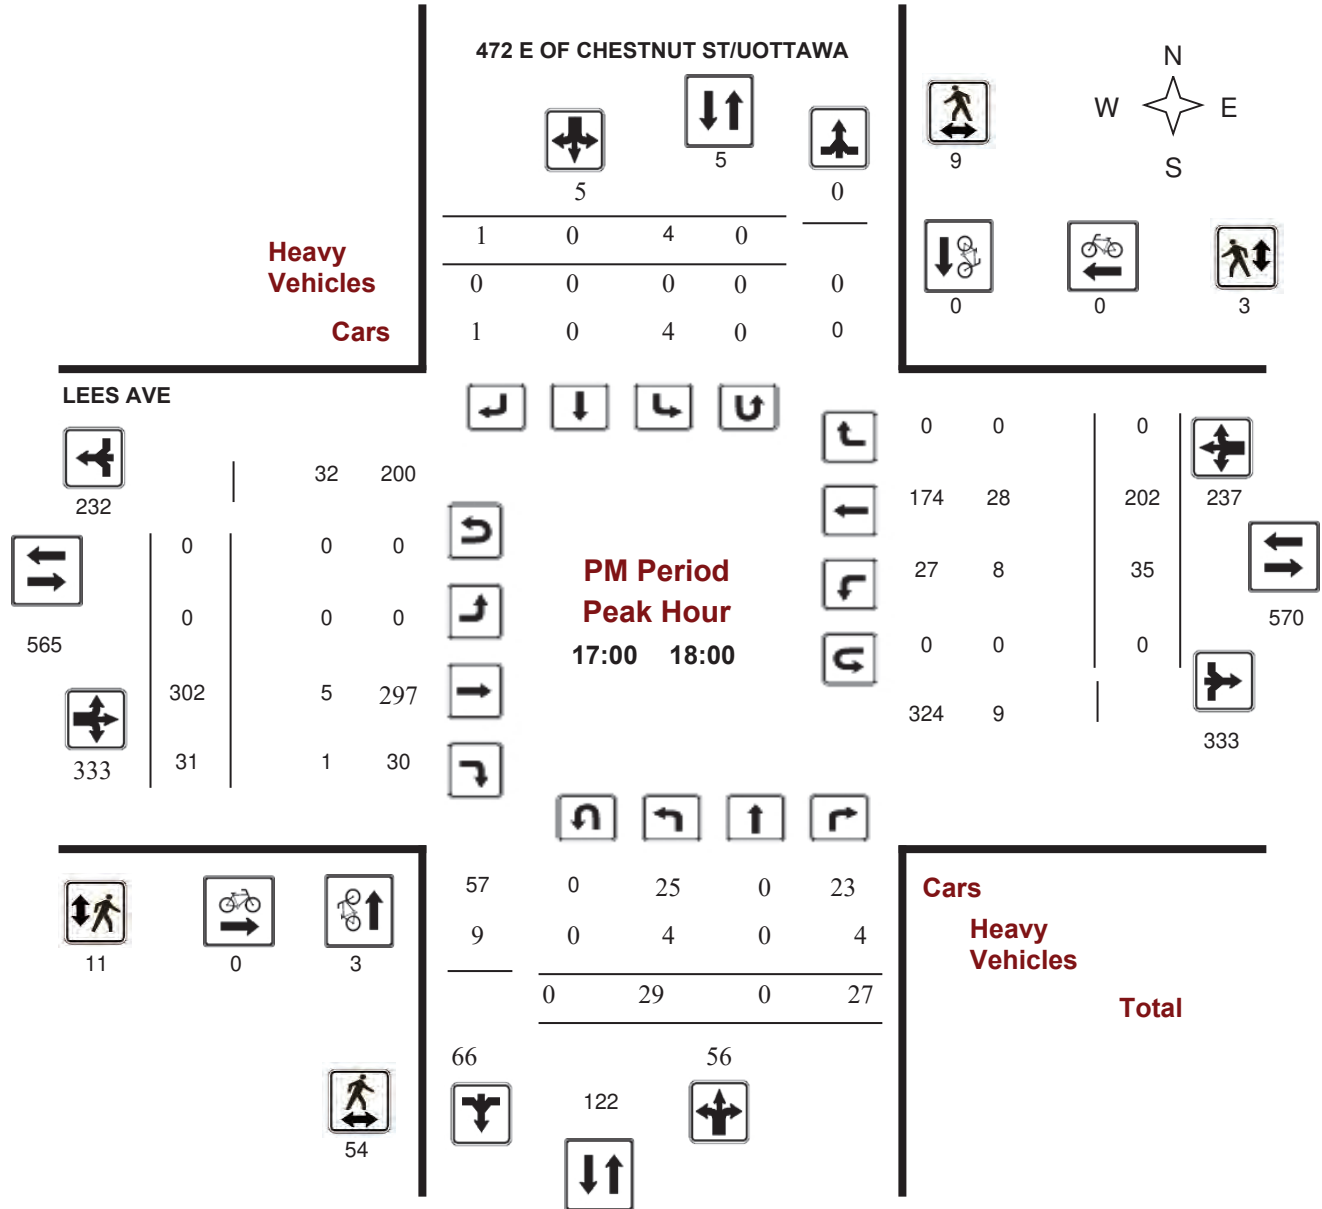 472 E OF CHESTNUT ST/UOTTAWA
N
W E
S
5
9
5 0
1 0 4 0
Heavy
Vehicles
0 0 0 0 0
0 0 3
Cars
1 0 4 0 0
LEES AVE
0 0 0
32 200
232
174 28 202 237
0 0 0
PM Period
27 8 35
Peak Hour
0 0 0
570
565
17:00 18:00
0 0 0
302 5 297
324 9
333
333 31 1 30
57 0 25 0 23
Cars
9 0 4 0 4
Heavy
Vehicles
11 0 3
0 29 0 27
Total
66 56
122
54